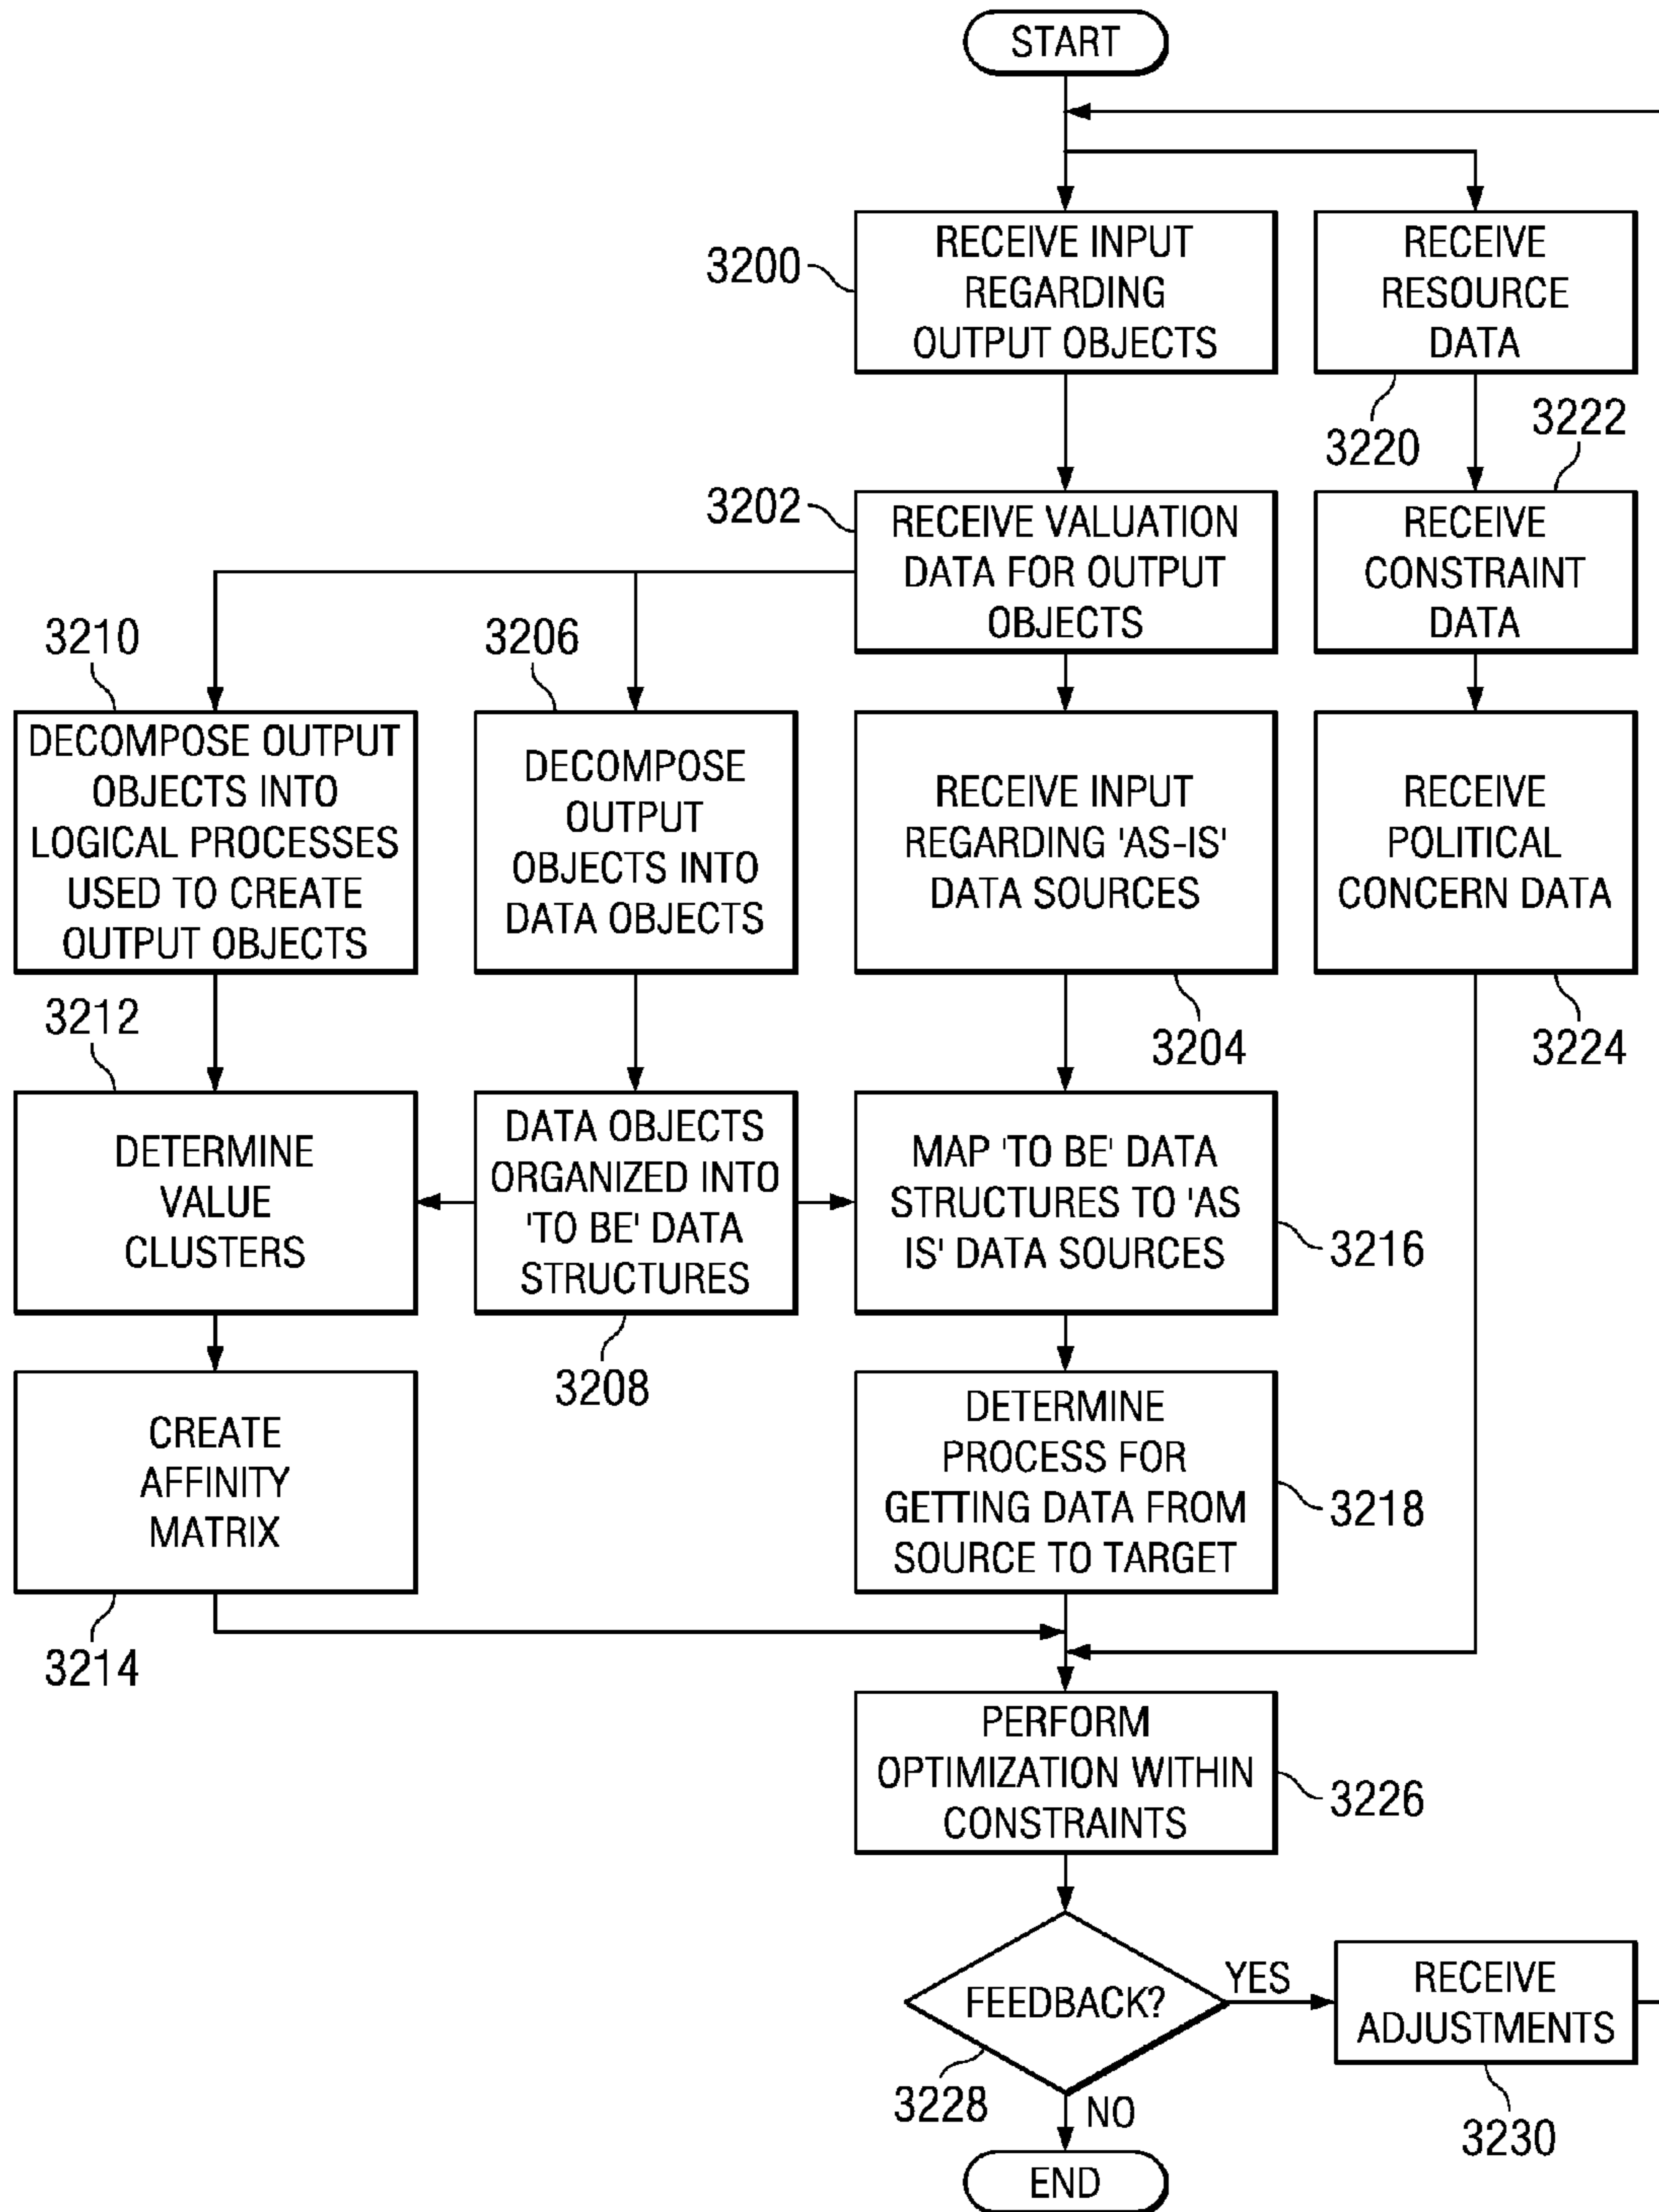 START
3200
RECEIVE INPUT
REGARDING
OUTPUT OBJECTS
RECEIVE
RESOURCE
DATA
3220
3222
3202
RECEIVE VALUATION
DATA FOR OUTPUT
OBJECTS
RECEIVE
CONSTRAINT
DATA
3210
3206
DECOMPOSE OUTPUT
OBJECTS INTO
LOGICAL PROCESSES
USED TO CREATE
OUTPUT OBJECTS
DECOMPOSE
OUTPUT
OBJECTS INTO
DATA OBJECTS
RECEIVE INPUT
REGARDING 'AS-IS'
DATA SOURCES
RECEIVE
POLITICAL
CONCERN DATA
3212
3204
3224
DETERMINE
VALUE
CLUSTERS
DATA OBJECTS
ORGANIZED INTO
'TO BE' DATA
STRUCTURES
MAP 'TO BE' DATA
STRUCTURES TO 'AS
IS' DATA SOURCES
3216
3208
CREATE
AFFINITY
MATRIX
DETERMINE
PROCESS FOR
GETTING DATA FROM
SOURCE TO TARGET
3218
3214
PERFORM
OPTIMIZATION WITHIN
CONSTRAINTS
3226
FEEDBACK?
YES
RECEIVE
ADJUSTMENTS
3228
NO
3230
END